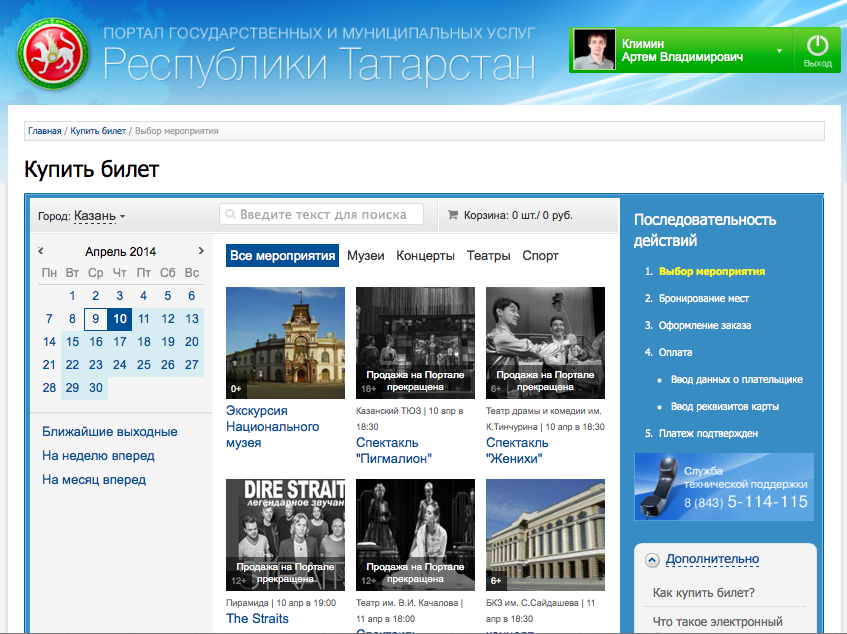 ПОРТАЛ ГОСУДАРСТВЕННЫХ И МУНИЦИПАЛЬНЫХ УСЛУГ
Республики Татарстан
Климин
Артем Владимирович
Выход
Главная / Купить билет / Выбор мероприятия
Купить билет
Город: Казань
Введите текст для поиска
Корзина: 0 шт./ 0 руб.
Апрель 2014
Пн Вт Ср Чт Пт Сб Вс
1 2 3 4 5 6
7 8 9 10 11 12 13
14 15 16 17 18 19 20
21 22 23 24 25 26 27
28 29 30
Ближайшие выходные
На неделю вперед
На месяц вперед
Все мероприятия Музеи Концерты Театры Спорт
0+
Экскурсия
Национального
музея
Продажа на Портале
прекращена
16+
Казанский ТЮЗ | 10 апр в
18:30
Спектакль
"Пигмалион"
Продажа на Портале
прекращена
6+
Театр драмы и комедии им.
К.Тинчурина | 10 апр в 18:30
Спектакль
"Женихи"
DIRE STRAIT
легендарное звучан
The
Продажа на Портале
прекращена
12+
Пирамида | 10 апр в 19:00
The Straits
Продажа на Портале
прекращена
12+
Театр им. В.И. Качалова |
11 апр в 18:00
Спектакль
6+
БКЗ им. С.Сайдашева | 11
апр в 18:30
концерт
Последовательность
действий
1. Выбор мероприятия
2. Бронирование мест
3. Оформление заказа
4. Оплата
• Ввод данных о плательщике
• Ввод реквизитов карты
5. Платеж подтвержден
Служба
технической поддержки
8 (843) 5-114-115
Дополнительно
Как купить билет?
Что такое электронный